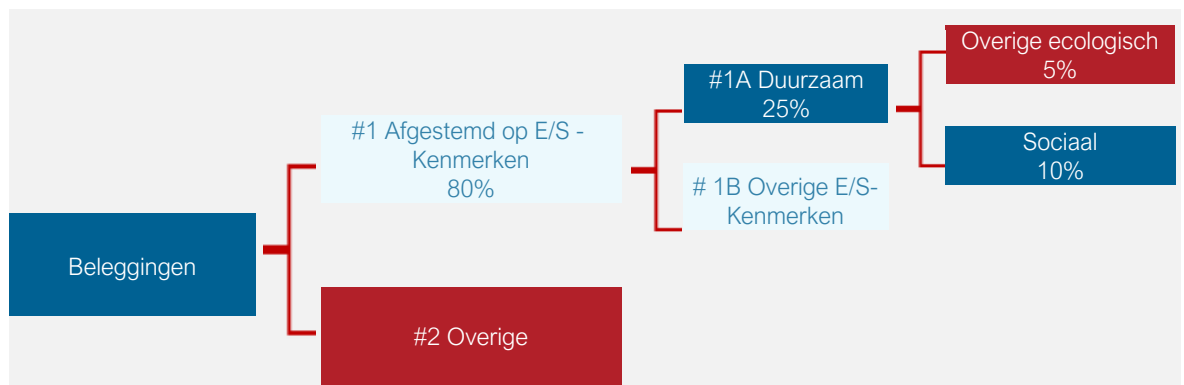 Beleggingen
#1 Afgestemd op E/S -
Kenmerken
80%
#2 Overige
#1A Duurzaam
25%
# 1B Overige E/S-
Kenmerken
Overige ecologisch
5%
Sociaal
10%